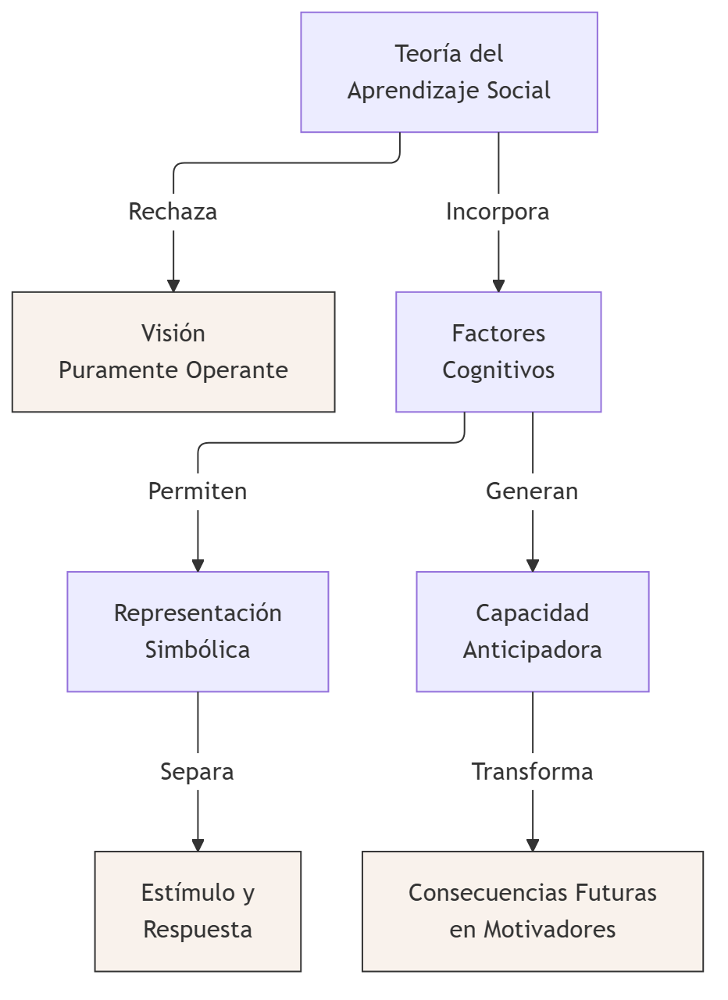 Teoría del
Aprendizaje Social
Rechaza
Incorpora
Visión
Puramente Operante
Factores
Cognitivos
Permiten
Generan
Representación
Simbólica
Capacidad
Anticipadora
Separa
Transforma
Estímulo y
Respuesta
Consecuencias Futuras
en Motivadores